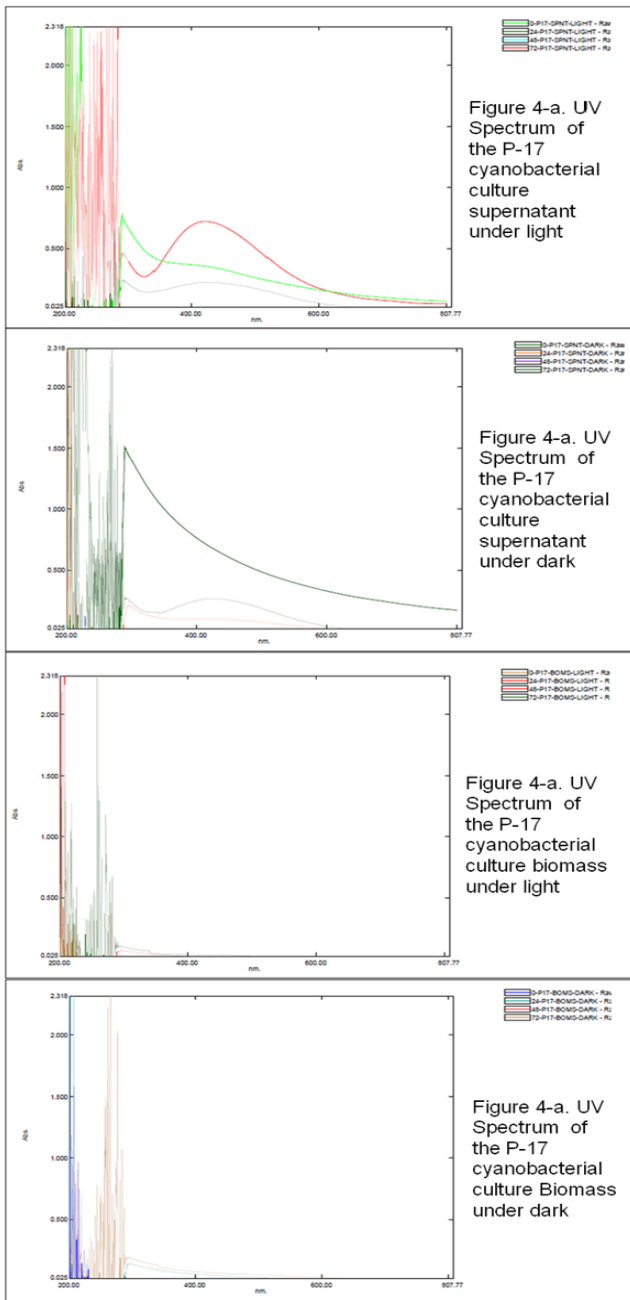 2.318
2.000
1.500
1.000
0.500
0.025
Abs.
200.00
400.00
600.00
807.77
nm.
0-P17-SPNT-LIGHT - Raw
24-P17-SPNT-LIGHT - Ra
48-P17-SPNT-LIGHT - Ra
72-P17-SPNT-LIGHT - Ra
Figure 4-a. UV
Spectrum of
the P-17
cyanobacterial
culture
supernatant
under light
2.318
2.000
1.500
1.000
0.500
0.025
Abs.
200.00
400.00
600.00
807.77
nm.
0-P17-SPNT-DARK - Raw
24-P17-SPNT-DARK - Rav
48-P17-SPNT-DARK - Rav
72-P17-SPNT-DARK - Rav
Figure 4-a. UV
Spectrum of
the P-17
cyanobacterial
culture
supernatant
under dark
2.318
2.000
1.500
1.000
0.500
0.025
Abs.
200.00
400.00
600.00
807.77
nm.
0-P17-BOMS-LIGHT - Ra
24-P17-BOMS-LIGHT - R
48-P17-BOMS-LIGHT - R
72-P17-BOMS-LIGHT - R
Figure 4-a. UV
Spectrum of
the P-17
cyanobacterial
culture biomass
under light
2.318
2.000
1.500
1.000
0.500
0.025
Abs.
200.00
400.00
600.00
807.77
nm.
0-P17-BOMS-DARK - Rav
24-P17-BOMS-DARK - Ra
48-P17-BOMS-DARK - Ra
72-P17-BOMS-DARK - Ra
Figure 4-a. UV
Spectrum of
the P-17
cyanobacterial
culture Biomass
under dark